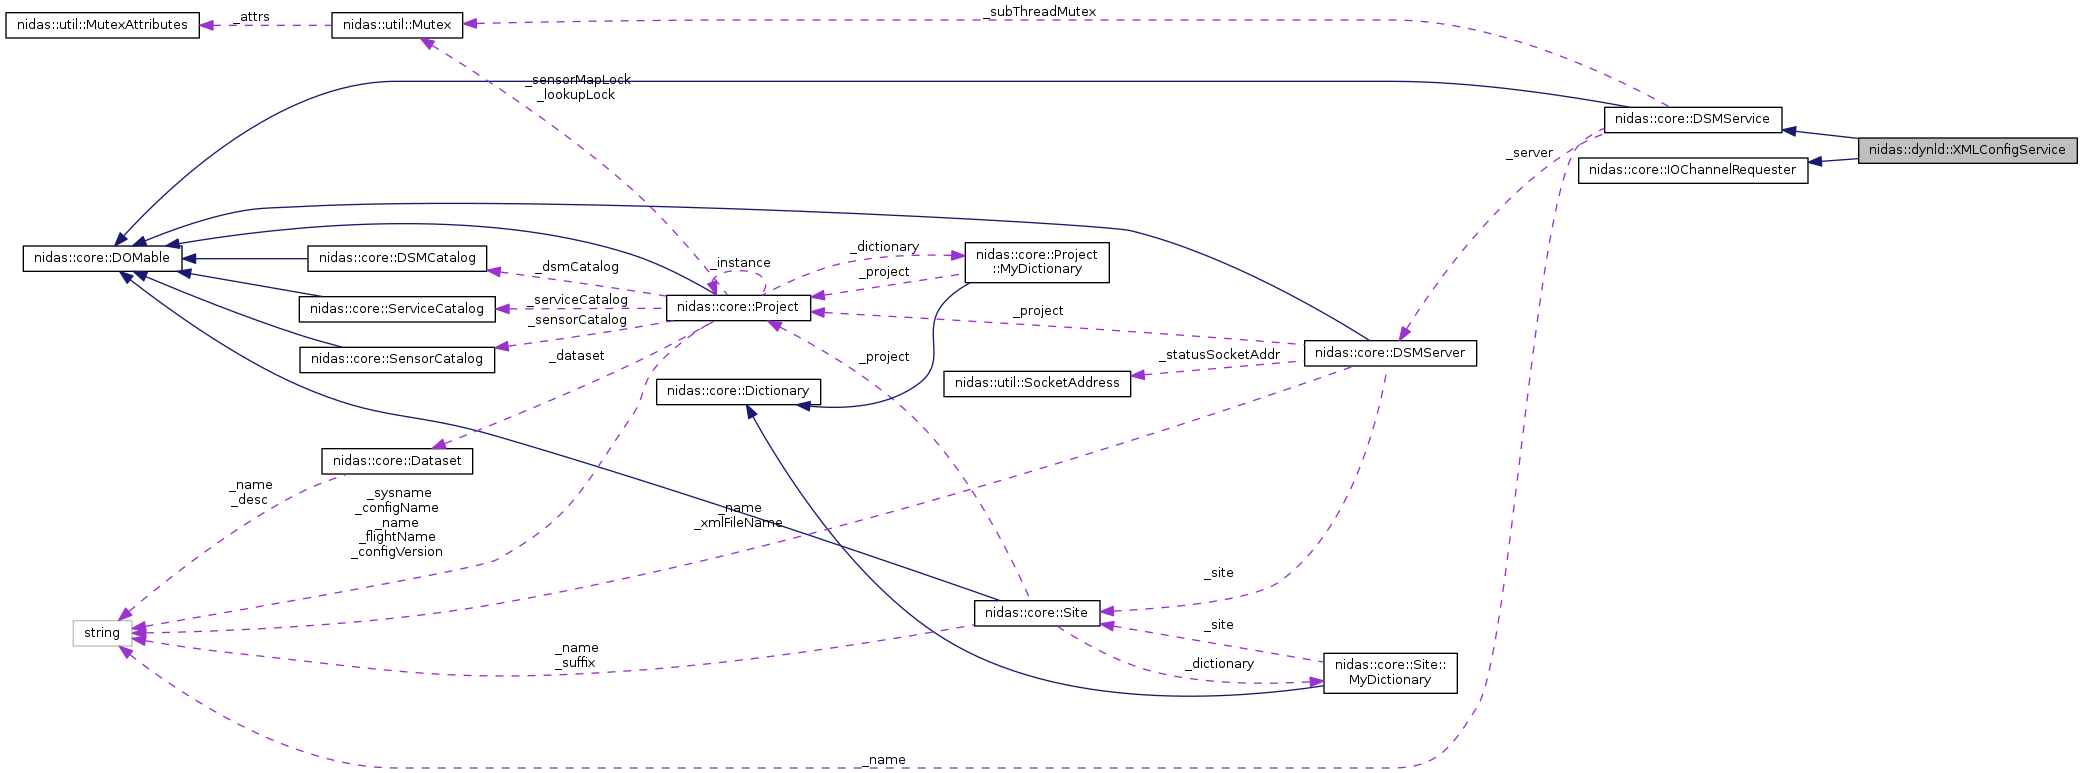 _subThreadMutex
_attrs
nidas::util::MutexAttributes
nidas::util::Mutex
_sensorMapLock
_lookupLock
nidas::core::DSMService
_server
nidas::dynld::XMLConfigService
nidas::core::IOChannelRequester
nidas::core::DOMable
nidas::core::DSMCatalog
_dsmCatalog
_instance
_dictionary
_project
nidas::core::Project
::MyDictionary
nidas::core::ServiceCatalog
_serviceCatalog
_sensorCatalog
nidas::core::Project
_project
nidas::core::SensorCatalog
_dataset
_project
_statusSocketAddr
nidas::core::DSMServer
nidas::core::Dictionary
nidas::util::SocketAddress
nidas::core::Dataset
_name
_desc
_sysname
_configName
_name
_flightName
_configVersion
_name
_xmlFileName
_site
nidas::core::Site
_site
string
_name
_suffix
_dictionary
nidas::core::Site::
MyDictionary
_name